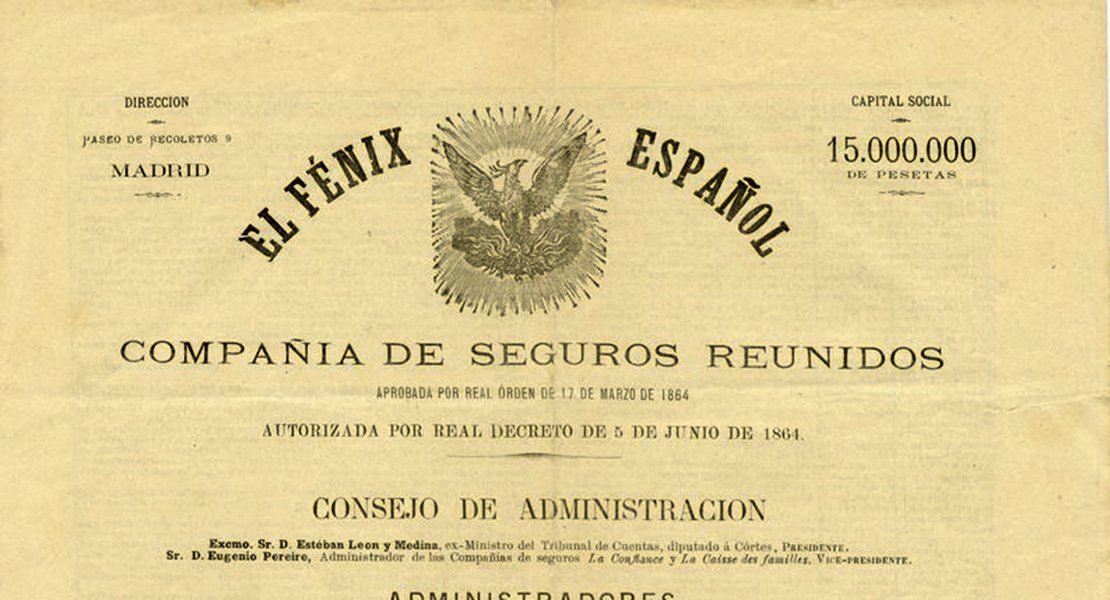 DIRECCION
PASEO DE RECOLETOS 9
MADRID
EL FÉNIX ESPAÑOL
CAPITAL SOCIAL
15.000.000
DE PESETAS
COMPAÑIA DE SEGUROS REUNIDOS
APROBADA POR REAL ÓRDEN DE 17 DE MARZO DE 1864
AUTORIZADA POR REAL DECRETO DE 5 DE JUNIO DE 1864.
CONSEJO DE ADMINISTRACION
Excmo. Sr. D. Estéban Leon y Medina, ex-Ministro del Tribunal de Cuentas, diputado á Córtes, PRESIDENTE.
Sr. D. Eugenio Pereire, Administrador de las Compañias de seguros La Confiance y La Caisse des familles, VICE-PRESIDENTE.
ADMINISTRADORES